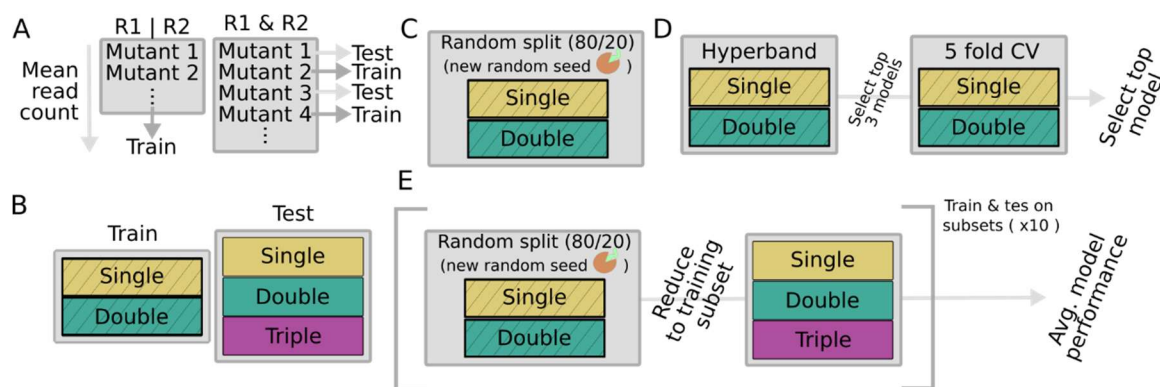 A
R1 | R2
Mutant 1
Mutant 2
⋮
Train
Mean
read
count
R1 & R2
Mutant 1
Mutant 2
Mutant 3
Mutant 4
⋮
Test
Train
Test
Train
B
Train
Single
Double
Test
Single
Double
Triple
C
Random split (80/20)
(new random seed )
Single
Double
D
Hyperband
Single
Double
Select top
3 models
5 fold CV
Single
Double
Select top
model
E
Random split (80/20)
(new random seed )
Single
Double
Reduce
to training
subset
Single
Double
Triple
Train & tes on
subsets ( x10 )
Avg. model
performance